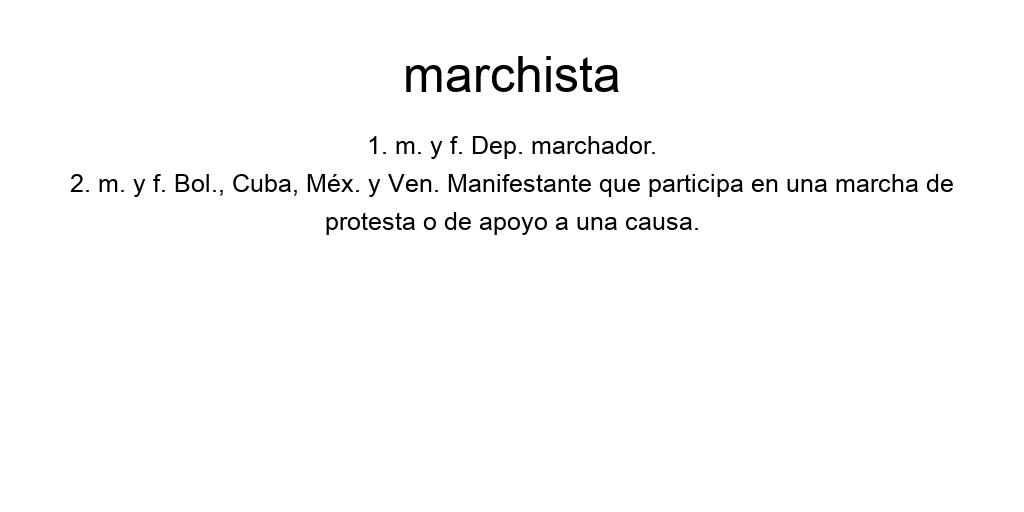 marchista
1. m. y f. Dep. marchador.
2. m. y f. Bol., Cuba, Méx. y Ven. Manifestante que participa en una marcha de
protesta o de apoyo a una causa.